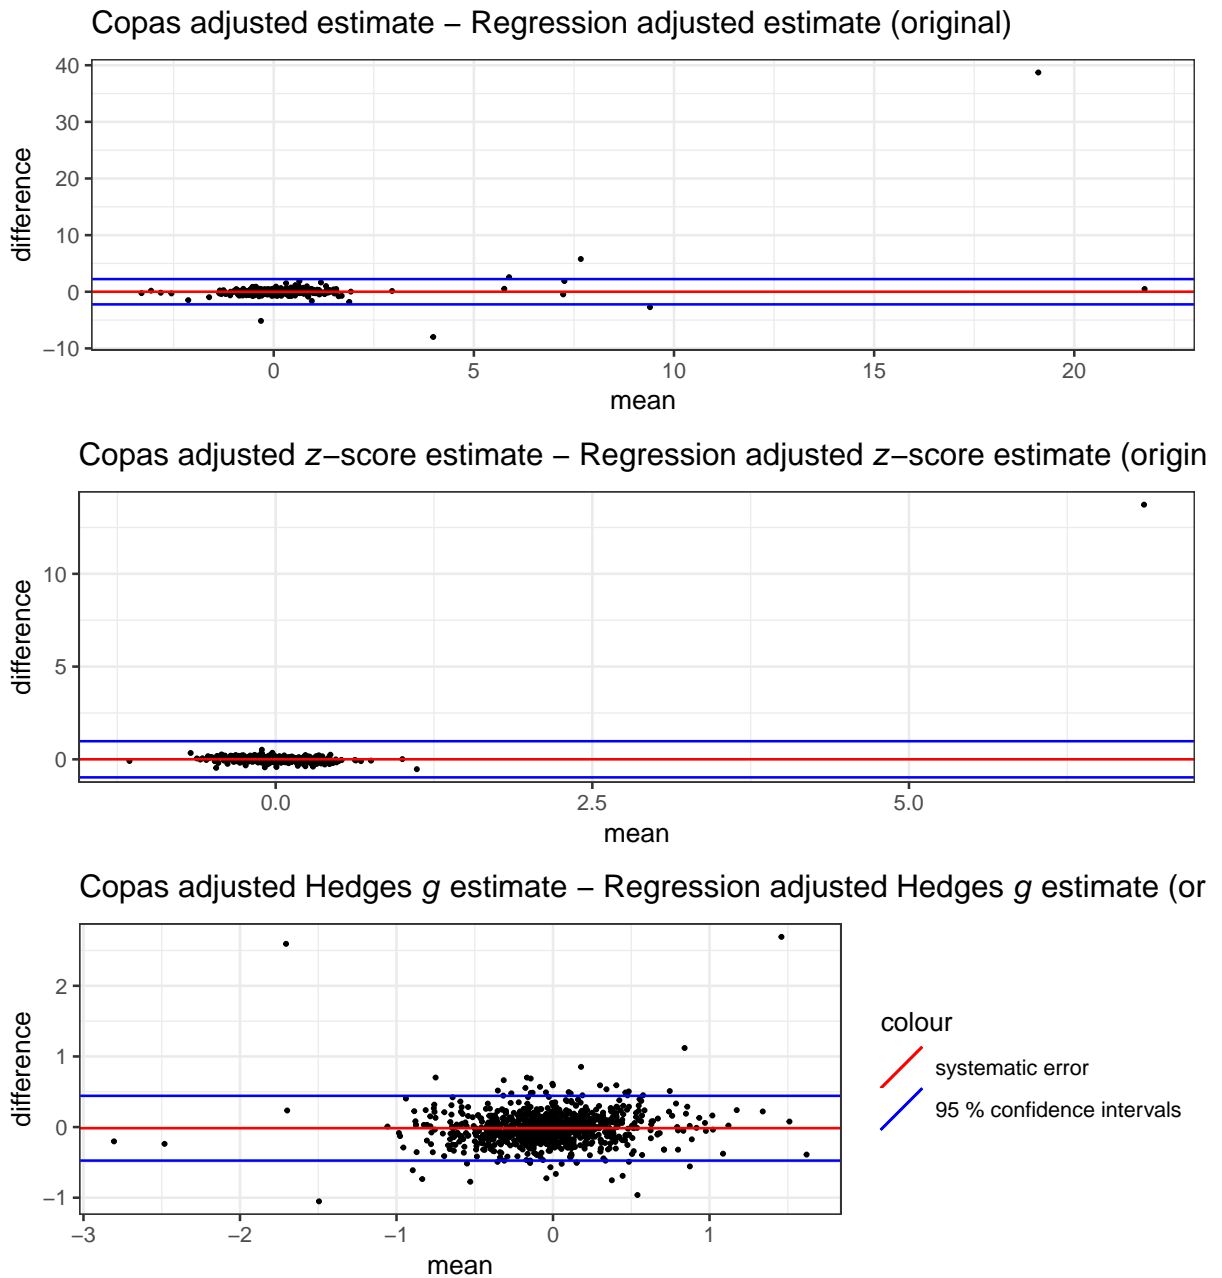 Copas adjusted estimate − Regression adjusted estimate (original)
40
30
20
10
0
−10
difference
0 5 10 15 20
mean
Copas adjusted z−score estimate − Regression adjusted z−score estimate (origin
10
5
0
difference
0.0 2.5 5.0
mean
Copas adjusted Hedges g estimate − Regression adjusted Hedges g estimate (or
2
1
0
−1
difference
−3 −2 −1 0 1
mean
colour
systematic error
95 % confidence intervals